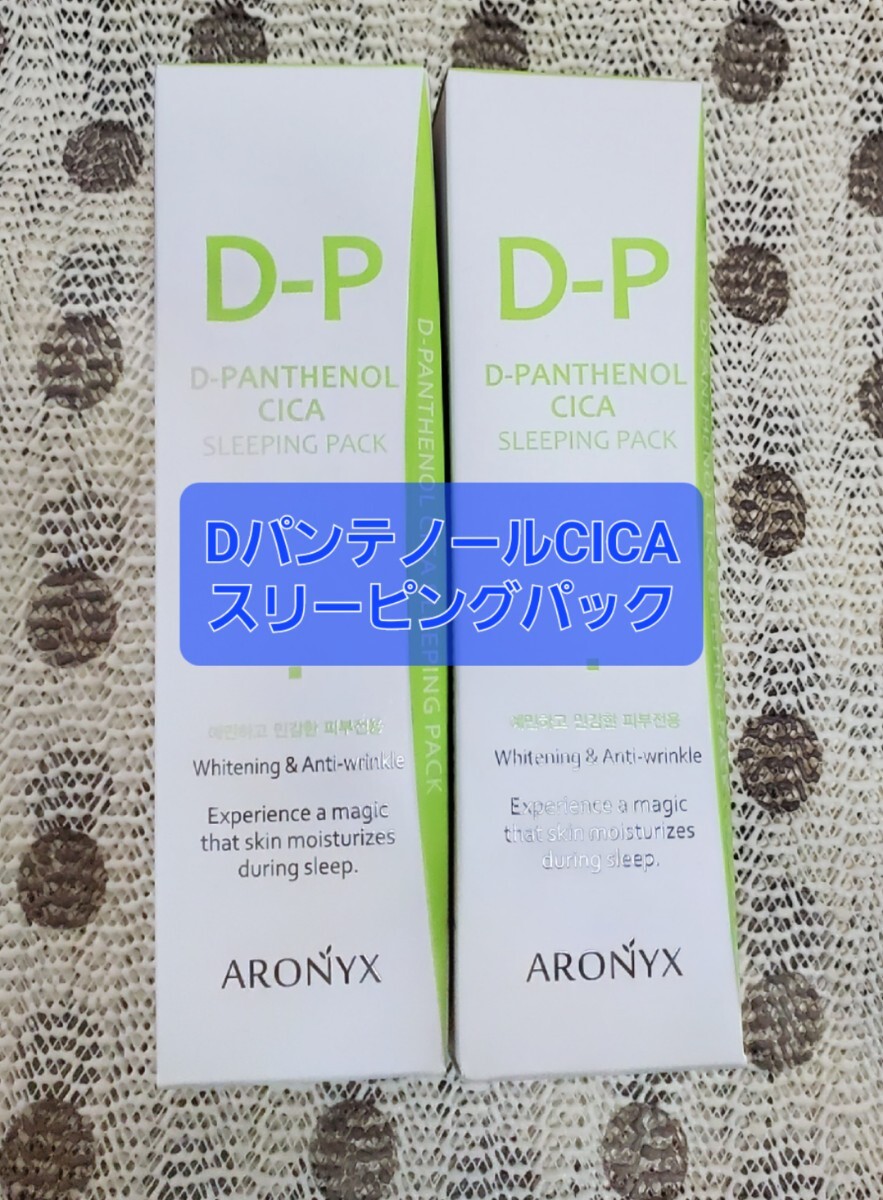 D-P
D-PANTHENOL
CICA
SLEEPING PACK
D-PANTHENOL CICA SLEEPING PACK
예민하고 민감한 피부전용
Whitening & Anti-wrinkle
Experience a magic
that skin moisturizes
during sleep.
ARONYX
D-P
D-PANTHENOL
CICA
SLEEPING PACK
D-PANTHENOL CICA SLEEPING PACK
예민하고 민감한 피부전용
Whitening & Anti-wrinkle
Experience a magic
that skin moisturizes
during sleep.
ARONYX
DパンテノールCICA
スリーピングパック